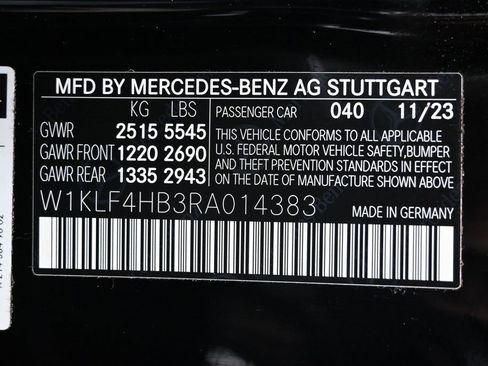 MFD BY MERCEDES-BENZ AG STUTTGART
KG LBS
GVWR 2515 5545
GAWR FRONT 1220 2690
GAWR REAR 1335 2943
PASSENGER CAR 040 11/23
THIS VEHICLE CONFORMS TO ALL APPLICABLE
U.S. FEDERAL MOTOR VEHICLE SAFETY,BUMPER
AND THEFT PREVENTION STANDARDS IN EFFECT
ON THE DATE OF MANUFACTURE SHOWN ABOVE.
W1KLF4HB3RA014383 MADE IN GERMANY